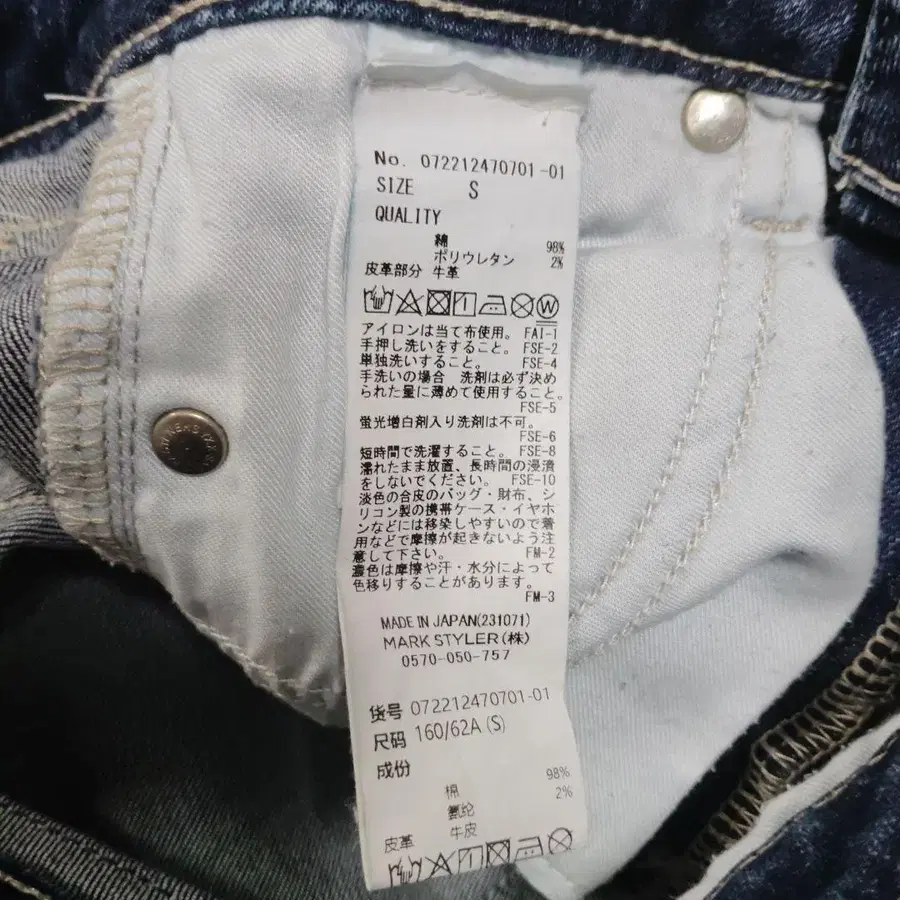 No. 072212470701-01
SIZE S
QUALITY
綿 98%
ポリウレタン 2%
皮革部分 牛革
アイロンは当て布使用。 FAI-1
手押し洗いをすること。 FSE-2
単独洗いすること。 FSE-4
手洗いの場合 洗剤は必ず決め
られた量に薄めて使用すること。
FSE-5
蛍光増白剤入り洗剤は不可。
FSE-6
短時間で洗濯すること。 FSE-8
濡れたまま放置、長時間の浸漬
をしないでください。 FSE-10
淡色の合皮のバッグ・財布、シ
リコン製の携帯ケース・イヤホ
ンなどには移染しやすいので着
用などで摩擦が起きないよう注
意して下さい。 FM-2
濃色は摩擦や汗・水分によって
色移りすることがあります。
FM-3
MADE IN JAPAN(231071)
MARK STYLER(株)
0570-050-757
货号 072212470701-01
尺码 160/62A(S)
成份
棉 98%
氨纶 2%
皮革 牛皮